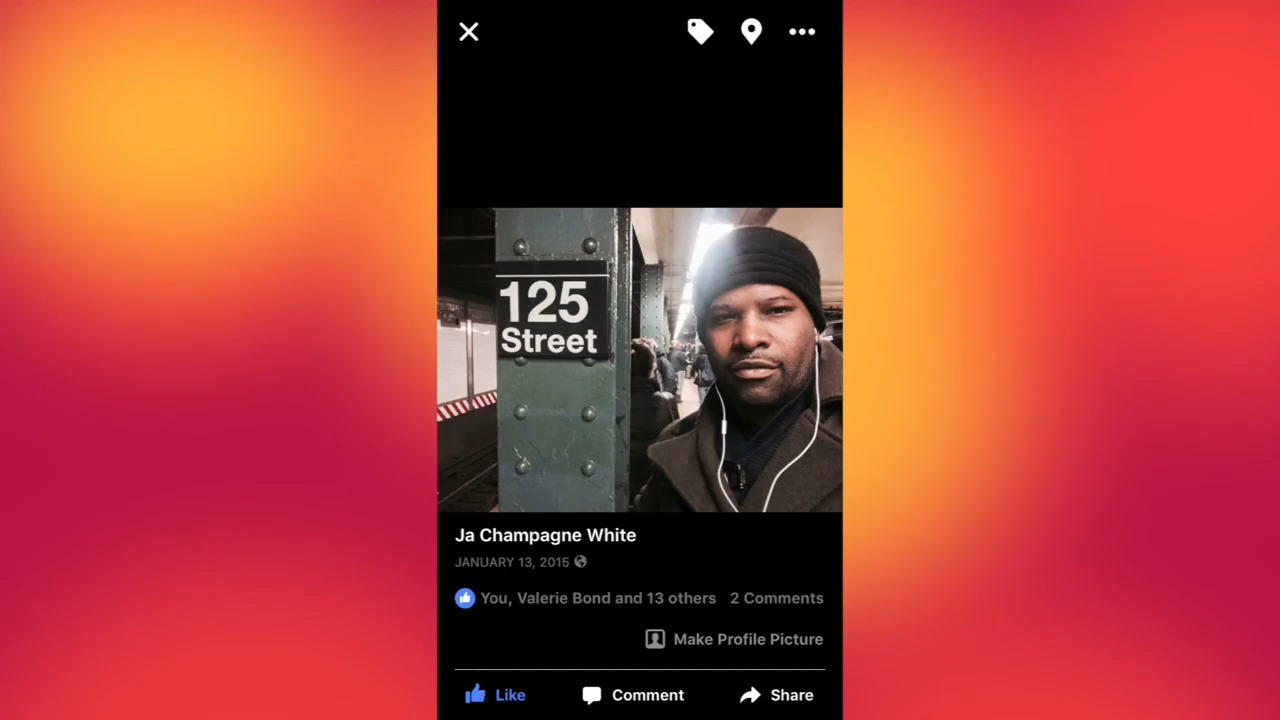 125
Street
Ja Champagne White
JANUARY 13, 2015
You, Valerie Bond and 13 others 2 Comments
Make Profile Picture
Like Comment Share